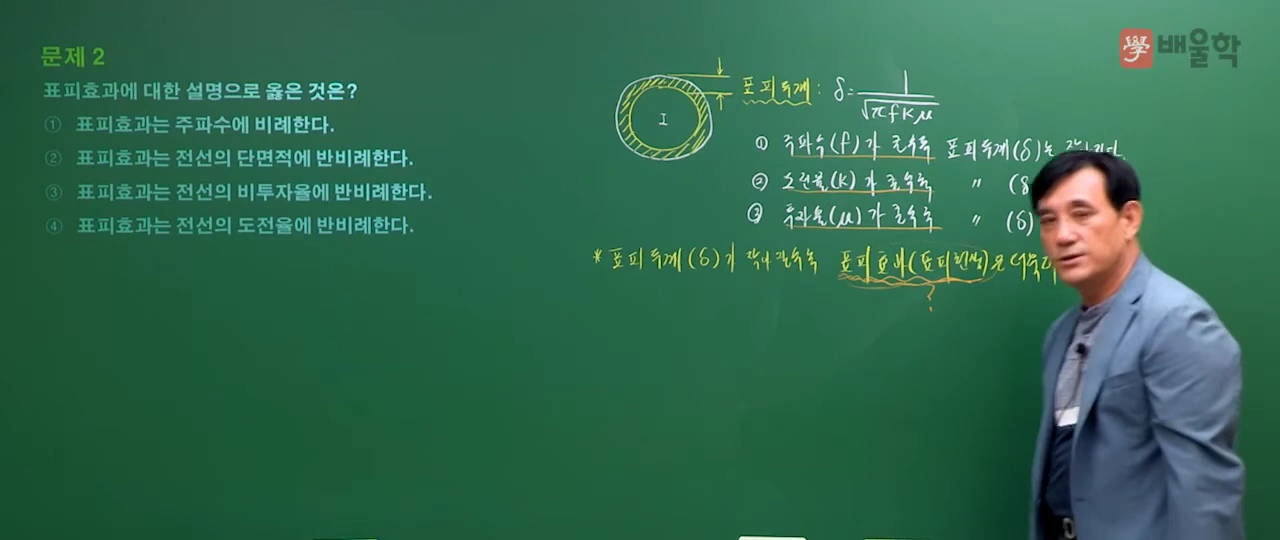 學 배울학
문제 2
표피효과에 대한 설명으로 옳은 것은?
① 표피효과는 주파수에 비례한다.
② 표피효과는 전선의 단면적에 반비례한다.
③ 표피효과는 전선의 비투자율에 반비례한다.
④ 표피효과는 전선의 도전율에 반비례한다.
I
표피두께 : δ = 1/√πfKμ
① 주파수(f)가 클수록 표피두께(δ)는
② 도전율(K)가 클수록 〃 (δ
③ 투자율(μ)가 클수록 〃 (δ)
* 표피두께(δ)가 작아질수록 표피효과(표피현상)은
?